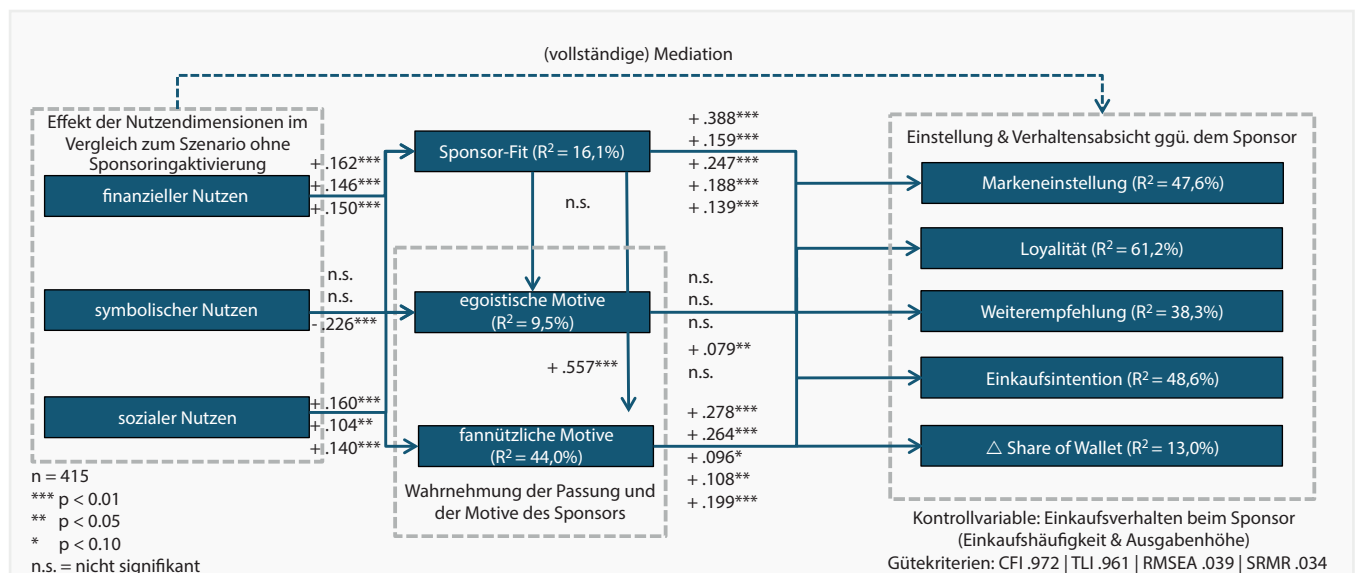 (vollständige) Mediation
Effekt der Nutzendimensionen im
Vergleich zum Szenario ohne
Sponsoringaktivierung
finanzieller Nutzen
symbolischer Nutzen
sozialer Nutzen
+ .162***
+ .146***
+ .150***
n.s.
n.s.
- .226***
+ .160***
+ .104**
+ .140***
Sponsor-Fit (R² = 16,1%)
n.s.
egoistische Motive
(R² = 9,5%)
+ .557***
fannützliche Motive
(R² = 44,0%)
Wahrnehmung der Passung und
der Motive des Sponsors
+ .388***
+ .159***
+ .247***
+ .188***
+ .139***
n.s.
n.s.
n.s.
+ .079**
n.s.
+ .278***
+ .264***
+ .096*
+ .108**
+ .199***
Einstellung & Verhaltensabsicht ggü. dem Sponsor
Markeneinstellung (R² = 47,6%)
Loyalität (R² = 61,2%)
Weiterempfehlung (R² = 38,3%)
Einkaufsintention (R² = 48,6%)
△ Share of Wallet (R² = 13,0%)
Kontrollvariable: Einkaufsverhalten beim Sponsor
(Einkaufshäufigkeit & Ausgabenhöhe)
Gütekriterien: CFI .972 | TLI .961 | RMSEA .039 | SRMR .034
n = 415
*** p < 0.01
** p < 0.05
* p < 0.10
n.s. = nicht signifikant